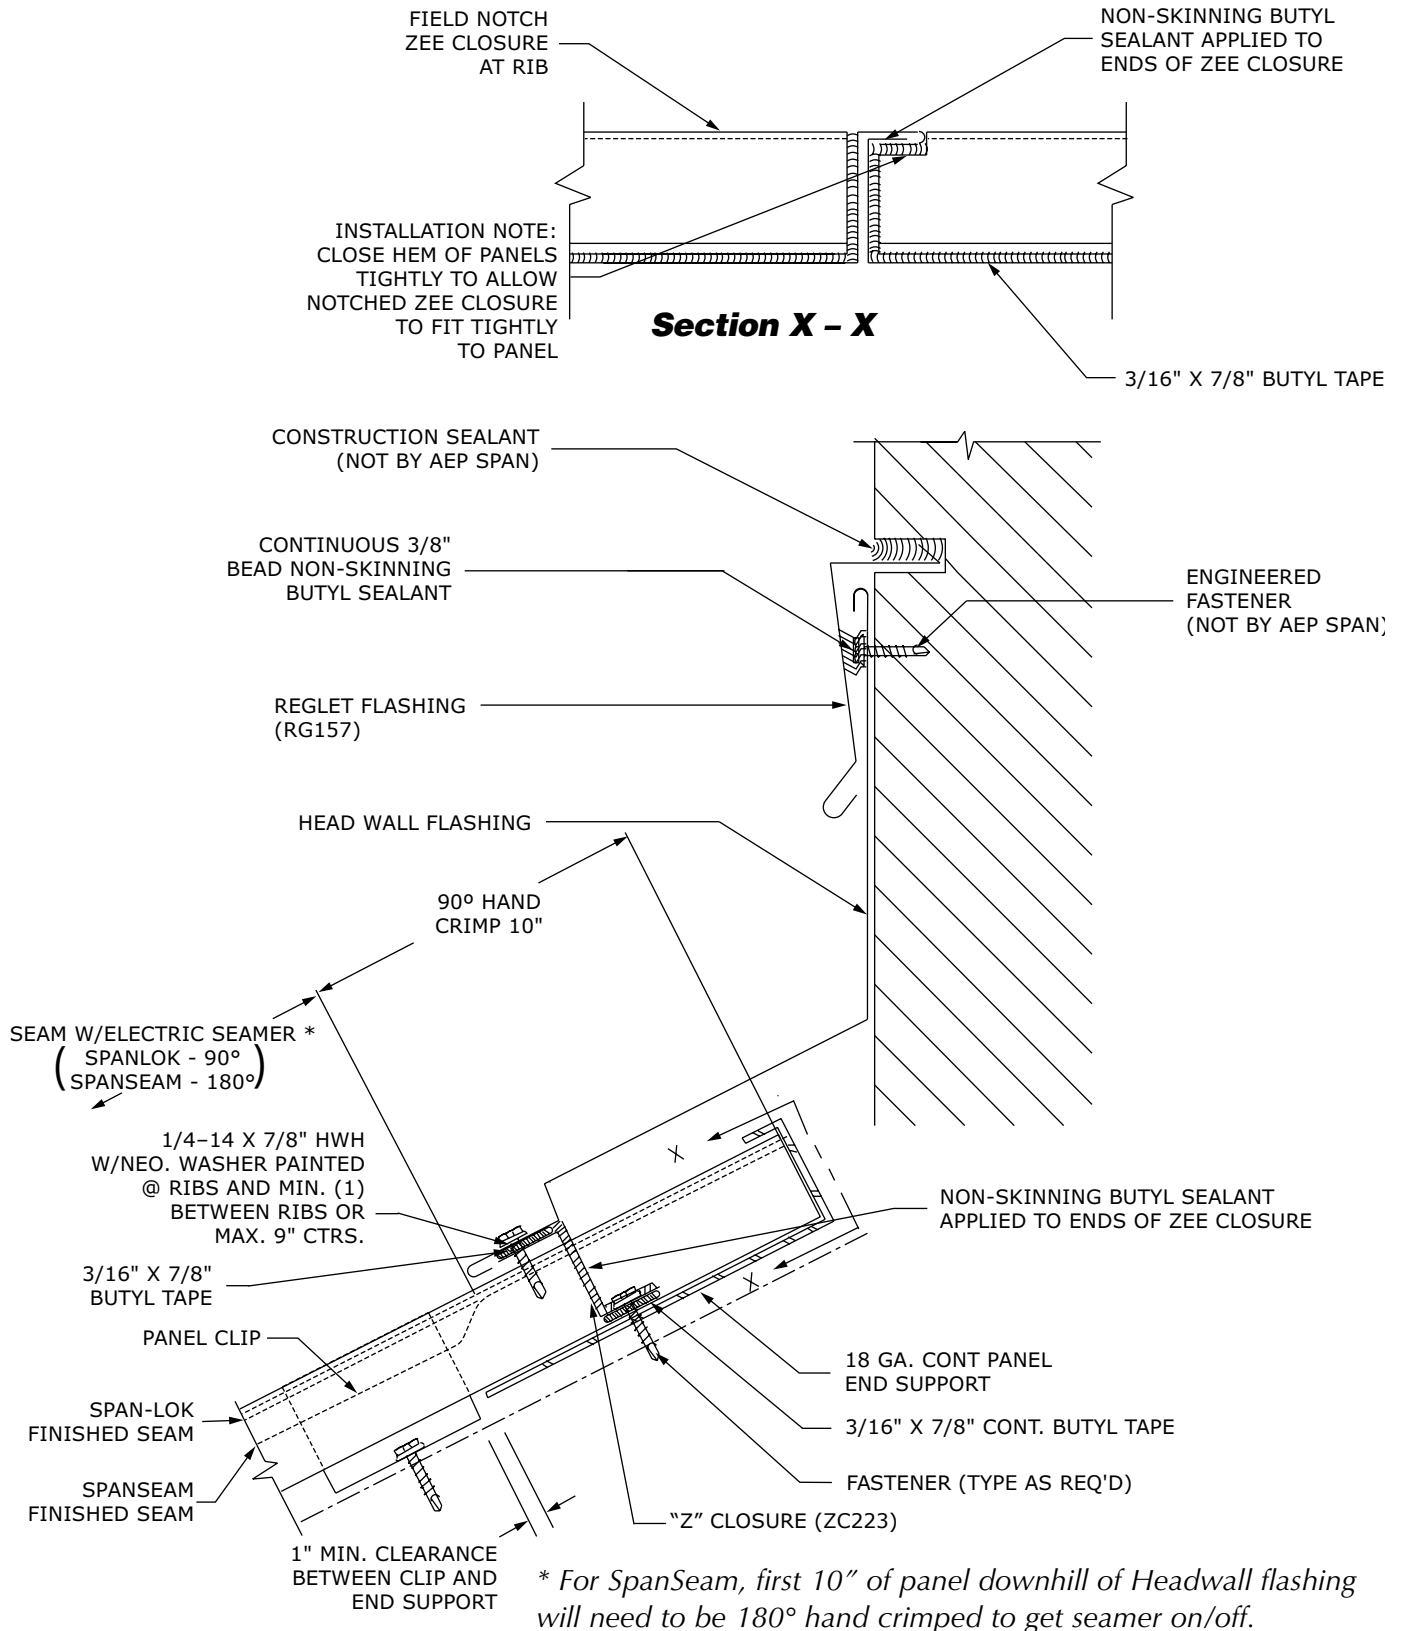 FIELD NOTCH
ZEE CLOSURE
AT RIB
NON-SKINNING BUTYL
SEALANT APPLIED TO
ENDS OF ZEE CLOSURE
INSTALLATION NOTE:
CLOSE HEM OF PANELS
TIGHTLY TO ALLOW
NOTCHED ZEE CLOSURE
TO FIT TIGHTLY
TO PANEL
Section X – X
3/16" X 7/8" BUTYL TAPE
CONSTRUCTION SEALANT
(NOT BY AEP SPAN)
CONTINUOUS 3/8"
BEAD NON-SKINNING
BUTYL SEALANT
ENGINEERED
FASTENER
(NOT BY AEP SPAN)
REGLET FLASHING
(RG157)
HEAD WALL FLASHING
90º HAND
CRIMP 10"
SEAM W/ELECTRIC SEAMER *
(SPANLOK - 90°
SPANSEAM - 180°)
1/4–14 X 7/8" HWH
W/NEO. WASHER PAINTED
@ RIBS AND MIN. (1)
BETWEEN RIBS OR
MAX. 9" CTRS.
X
X
NON-SKINNING BUTYL SEALANT
APPLIED TO ENDS OF ZEE CLOSURE
3/16" X 7/8"
BUTYL TAPE
PANEL CLIP
18 GA. CONT PANEL
END SUPPORT
SPAN-LOK
FINISHED SEAM
3/16" X 7/8" CONT. BUTYL TAPE
SPANSEAM
FINISHED SEAM
FASTENER (TYPE AS REQ'D)
“Z” CLOSURE (ZC223)
1" MIN. CLEARANCE
BETWEEN CLIP AND
END SUPPORT
* For SpanSeam, first 10” of panel downhill of Headwall flashing
will need to be 180° hand crimped to get seamer on/off.